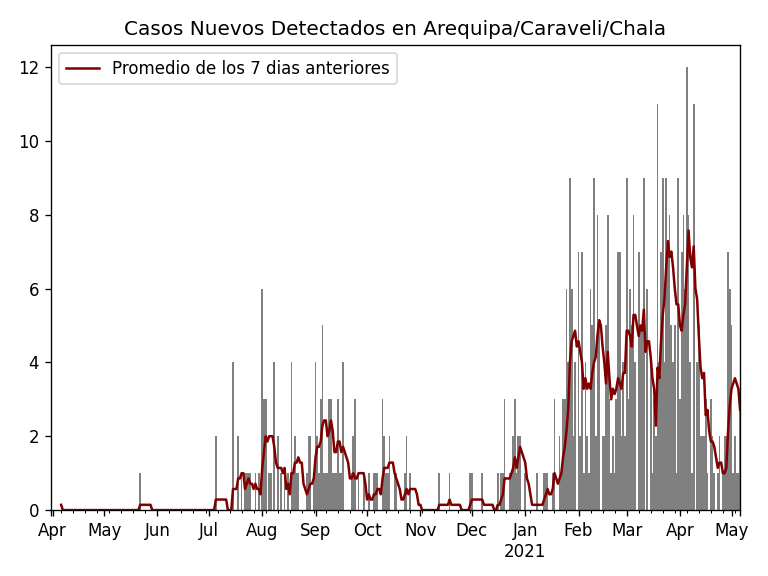 Casos Nuevos Detectados en Arequipa/Caraveli/Chala
Promedio de los 7 dias anteriores
12
10
8
6
4
2
0
Apr May Jun Jul Aug Sep Oct Nov Dec Jan Feb Mar Apr May
2021